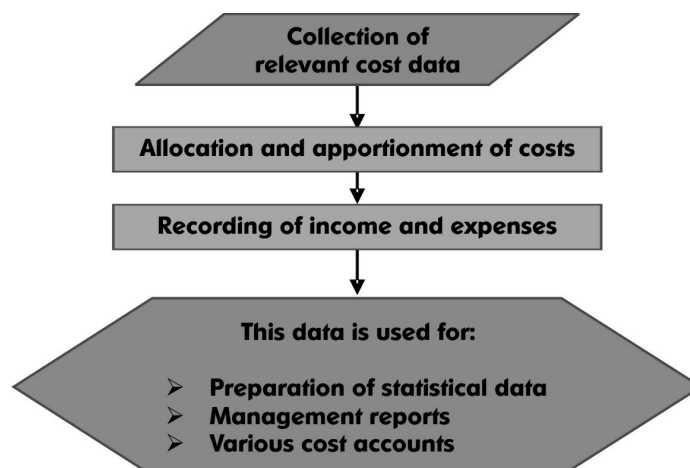 Collection of
relevant cost data
Allocation and apportionment of costs
Recording of income and expenses
This data is used for:
➢ Preparation of statistical data
➢ Management reports
➢ Various cost accounts